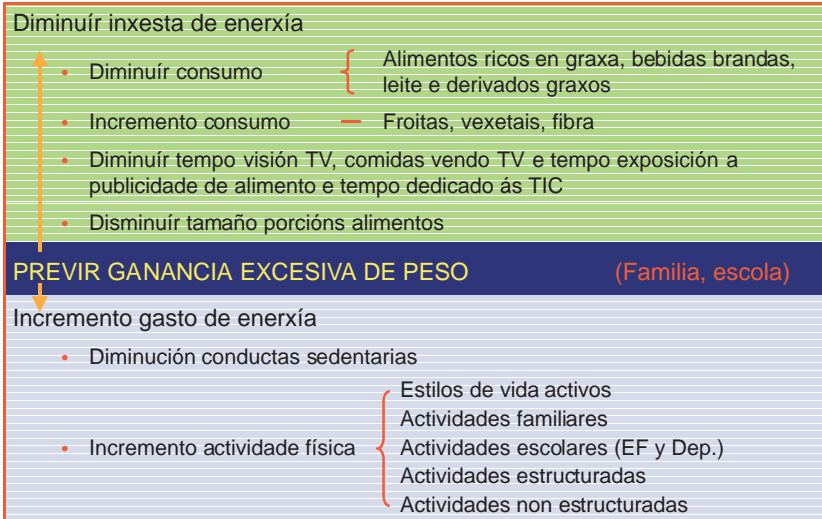 Diminuír inxesta de enerxía
• Diminuír consumo
Alimentos ricos en graxa, bebidas brandas,
leite e derivados graxos
• Incremento consumo — Froitas, vexetais, fibra
• Diminuír tempo visión TV, comidas vendo TV e tempo exposición a
publicidade de alimento e tempo dedicado ás TIC
• Disminuír tamaño porcións alimentos
PREVIR GANANCIA EXCESIVA DE PESO (Familia, escola)
Incremento gasto de enerxía
• Diminución conductas sedentarias
• Incremento actividade física
Estilos de vida activos
Actividades familiares
Actividades escolares (EF y Dep.)
Actividades estructuradas
Actividades non estructuradas